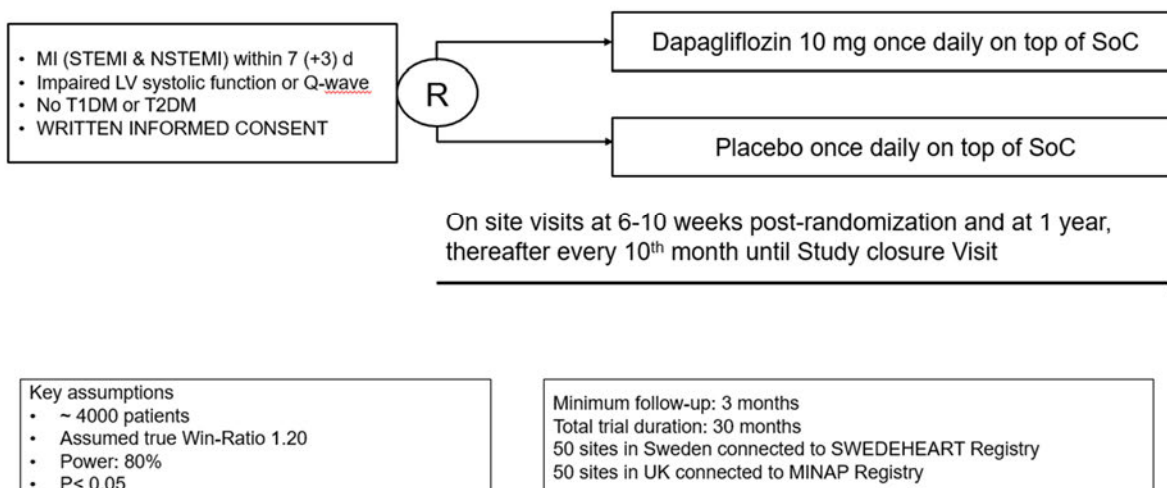 • MI (STEMI & NSTEMI) within 7 (+3) d
• Impaired LV systolic function or Q-wave
• No T1DM or T2DM
• WRITTEN INFORMED CONSENT
R
Dapagliflozin 10 mg once daily on top of SoC
Placebo once daily on top of SoC
On site visits at 6-10 weeks post-randomization and at 1 year,
thereafter every 10th month until Study closure Visit
Key assumptions
• ~ 4000 patients
• Assumed true Win-Ratio 1.20
• Power: 80%
• P< 0.05
Minimum follow-up: 3 months
Total trial duration: 30 months
50 sites in Sweden connected to SWEDEHEART Registry
50 sites in UK connected to MINAP Registry